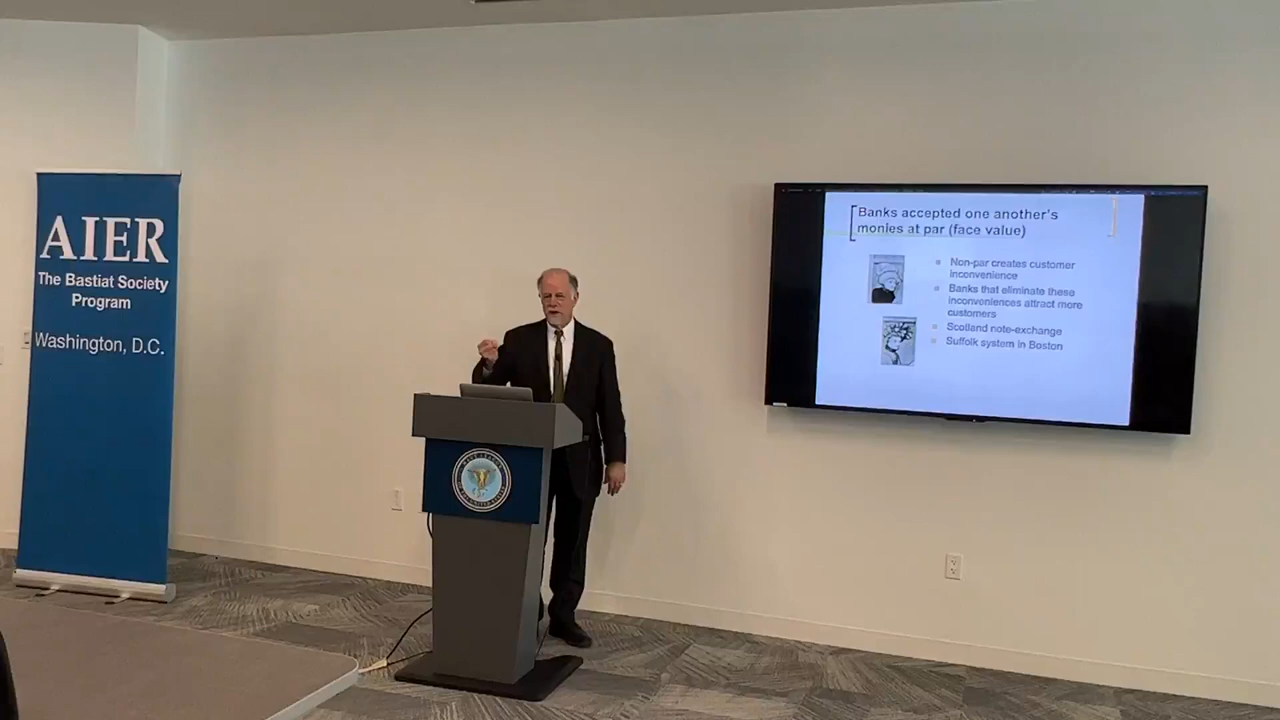 AIER
The Bastiat Society
Program
Washington, D.C.
Banks accepted one another's
monies at par (face value)
Non-par creates customer
inconvenience
Banks that eliminate these
inconveniences attract more
customers
Scotland note-exchange
Suffolk system in Boston